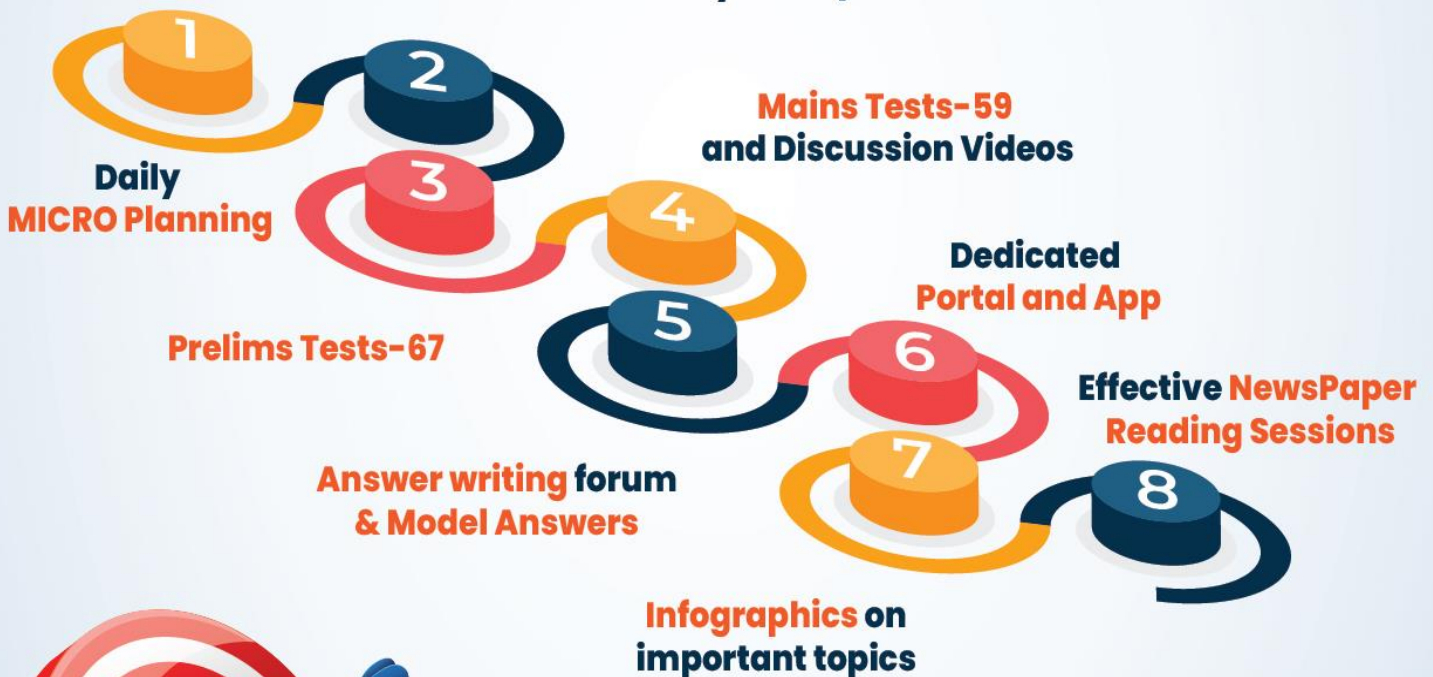 1
2
Mains Tests-59
and Discussion Videos
Daily
MICRO Planning
3
4
Dedicated
Portal and App
Prelims Tests-67
5
6
Effective NewsPaper
Reading Sessions
Answer writing forum
& Model Answers
7
8
Infographics on
important topics